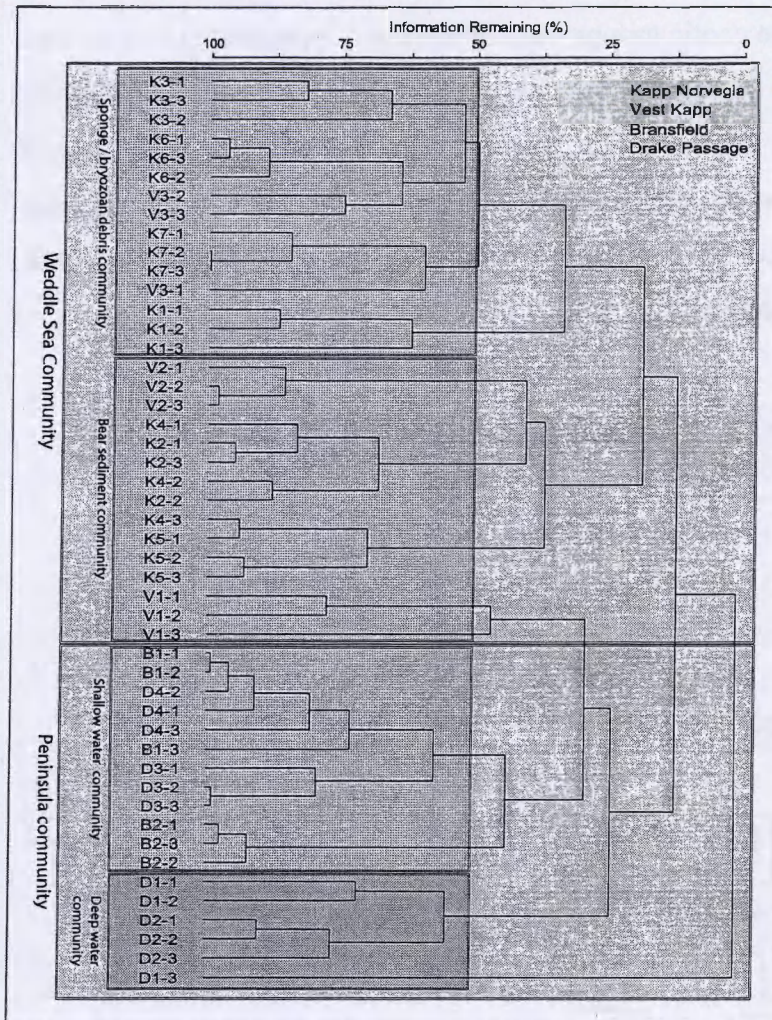 Information Remaining (%)
100 75 50 25 0
Kapp Norvegia
Vest Kapp
Bransfield
Drake Passage
Weddle Sea Community
Sponge / bryozoan debris community
K3-1
K3-3
K3-2
K6-1
K6-3
K6-2
V3-2
V3-3
K7-1
K7-2
K7-3
V3-1
K1-1
K1-2
K1-3
Bear sediment community
V2-1
V2-2
V2-3
K4-1
K2-1
K2-3
K4-2
K2-2
K4-3
K5-1
K5-2
K5-3
V1-1
V1-2
V1-3
Peninsula community
Shallow water community
B1-1
B1-2
D4-2
D4-1
D4-3
B1-3
D3-1
D3-2
D3-3
B2-1
B2-3
B2-2
Deep water
community
D1-1
D1-2
D2-1
D2-2
D2-3
D1-3